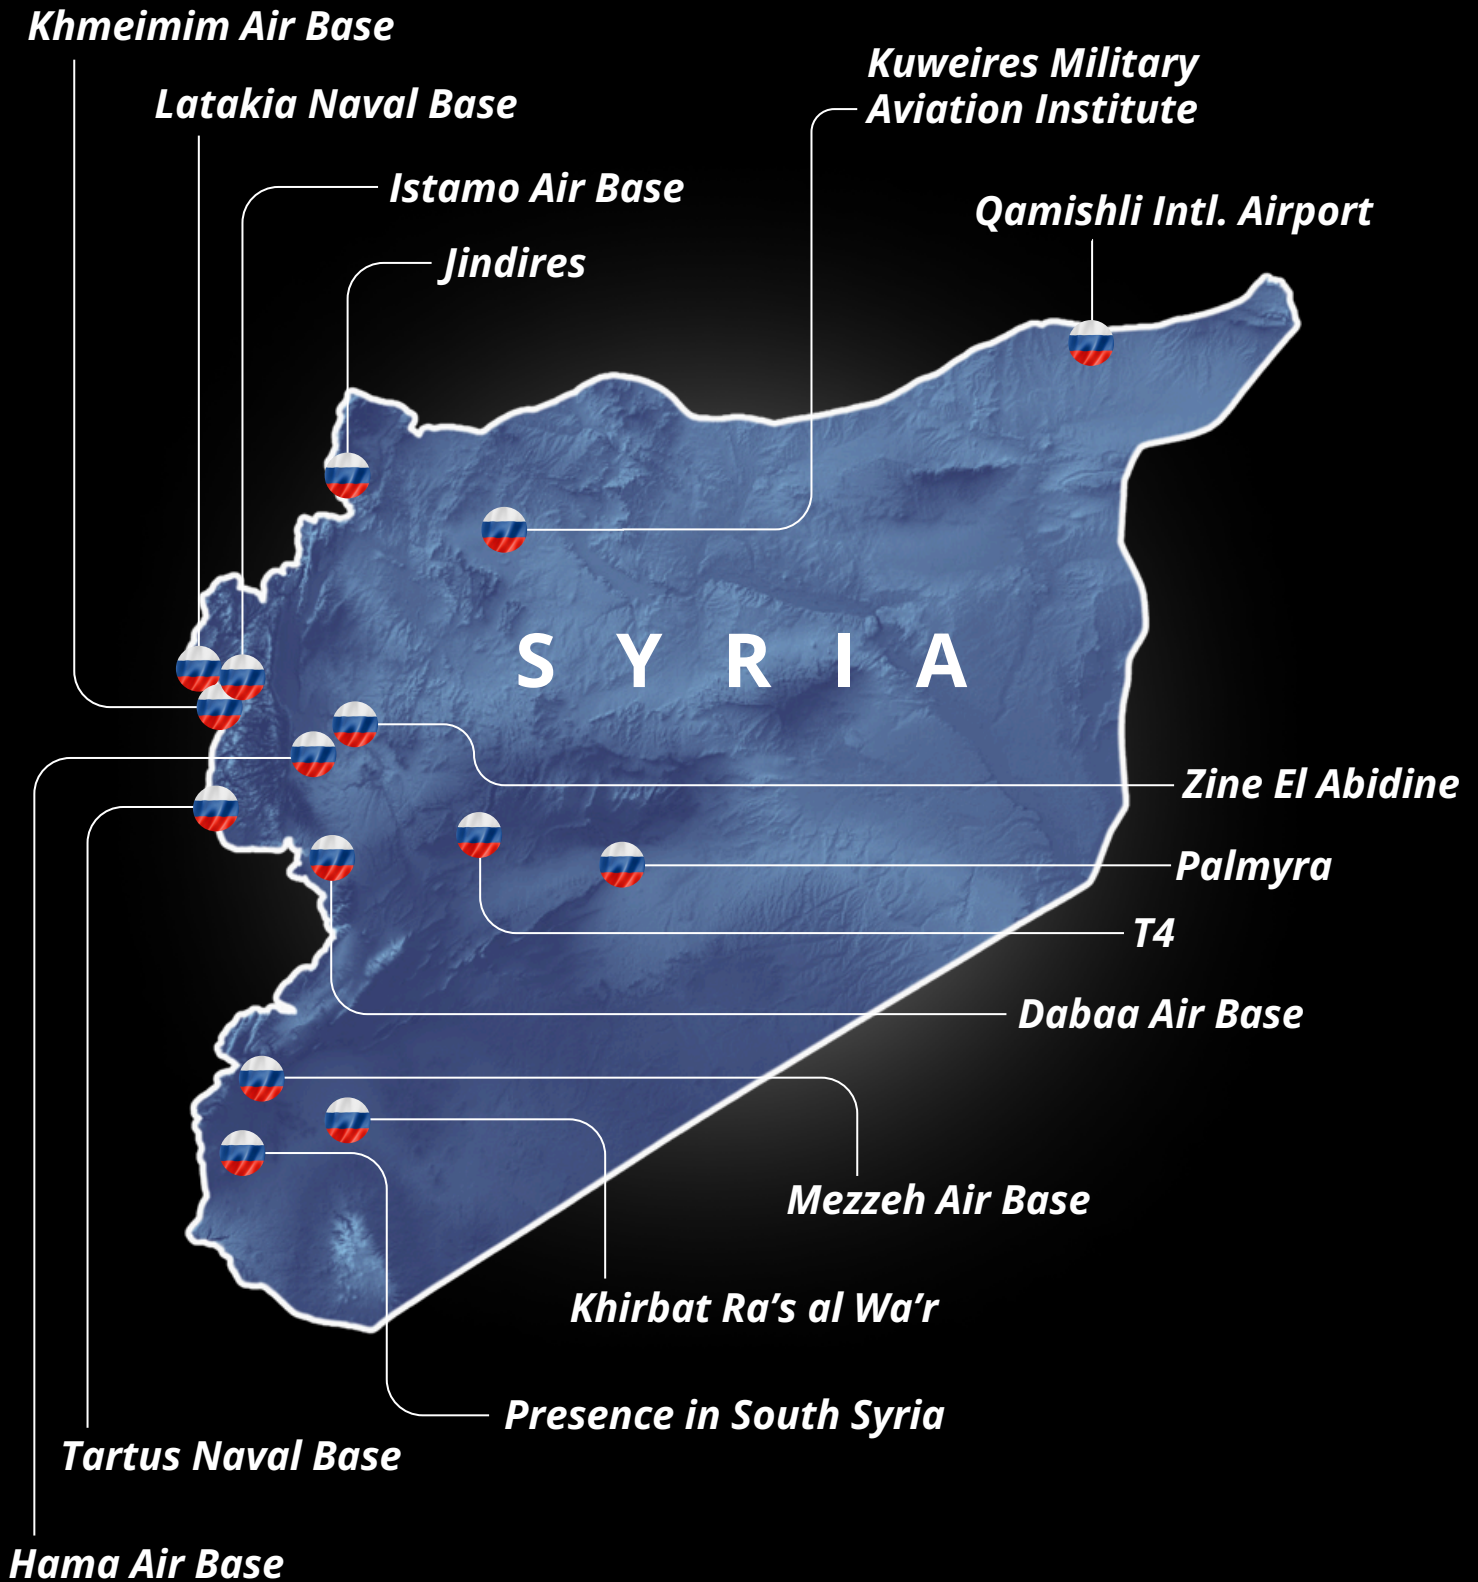 Khmeimim Air Base
Kuweires Military
Aviation Institute
Latakia Naval Base
Istamo Air Base
Qamishli Intl. Airport
Jindires
SYRIA
Zine El Abidine
Palmyra
T4
Dabaa Air Base
Mezzeh Air Base
Khirbat Ra’s al Wa’r
Presence in South Syria
Tartus Naval Base
Hama Air Base